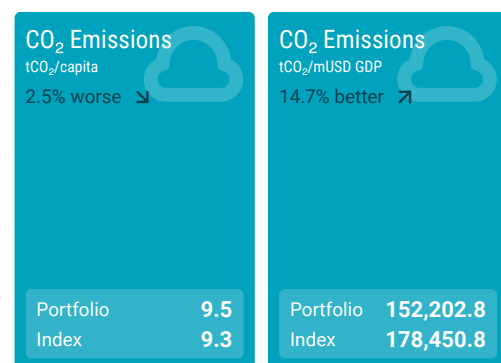 CO₂ Emissions
tCO₂/capita
2.5% worse
Portfolio 9.5
Index 9.3
CO₂ Emissions
tCO₂/mUSD GDP
14.7% better
Portfolio 152,202.8
Index 178,450.8